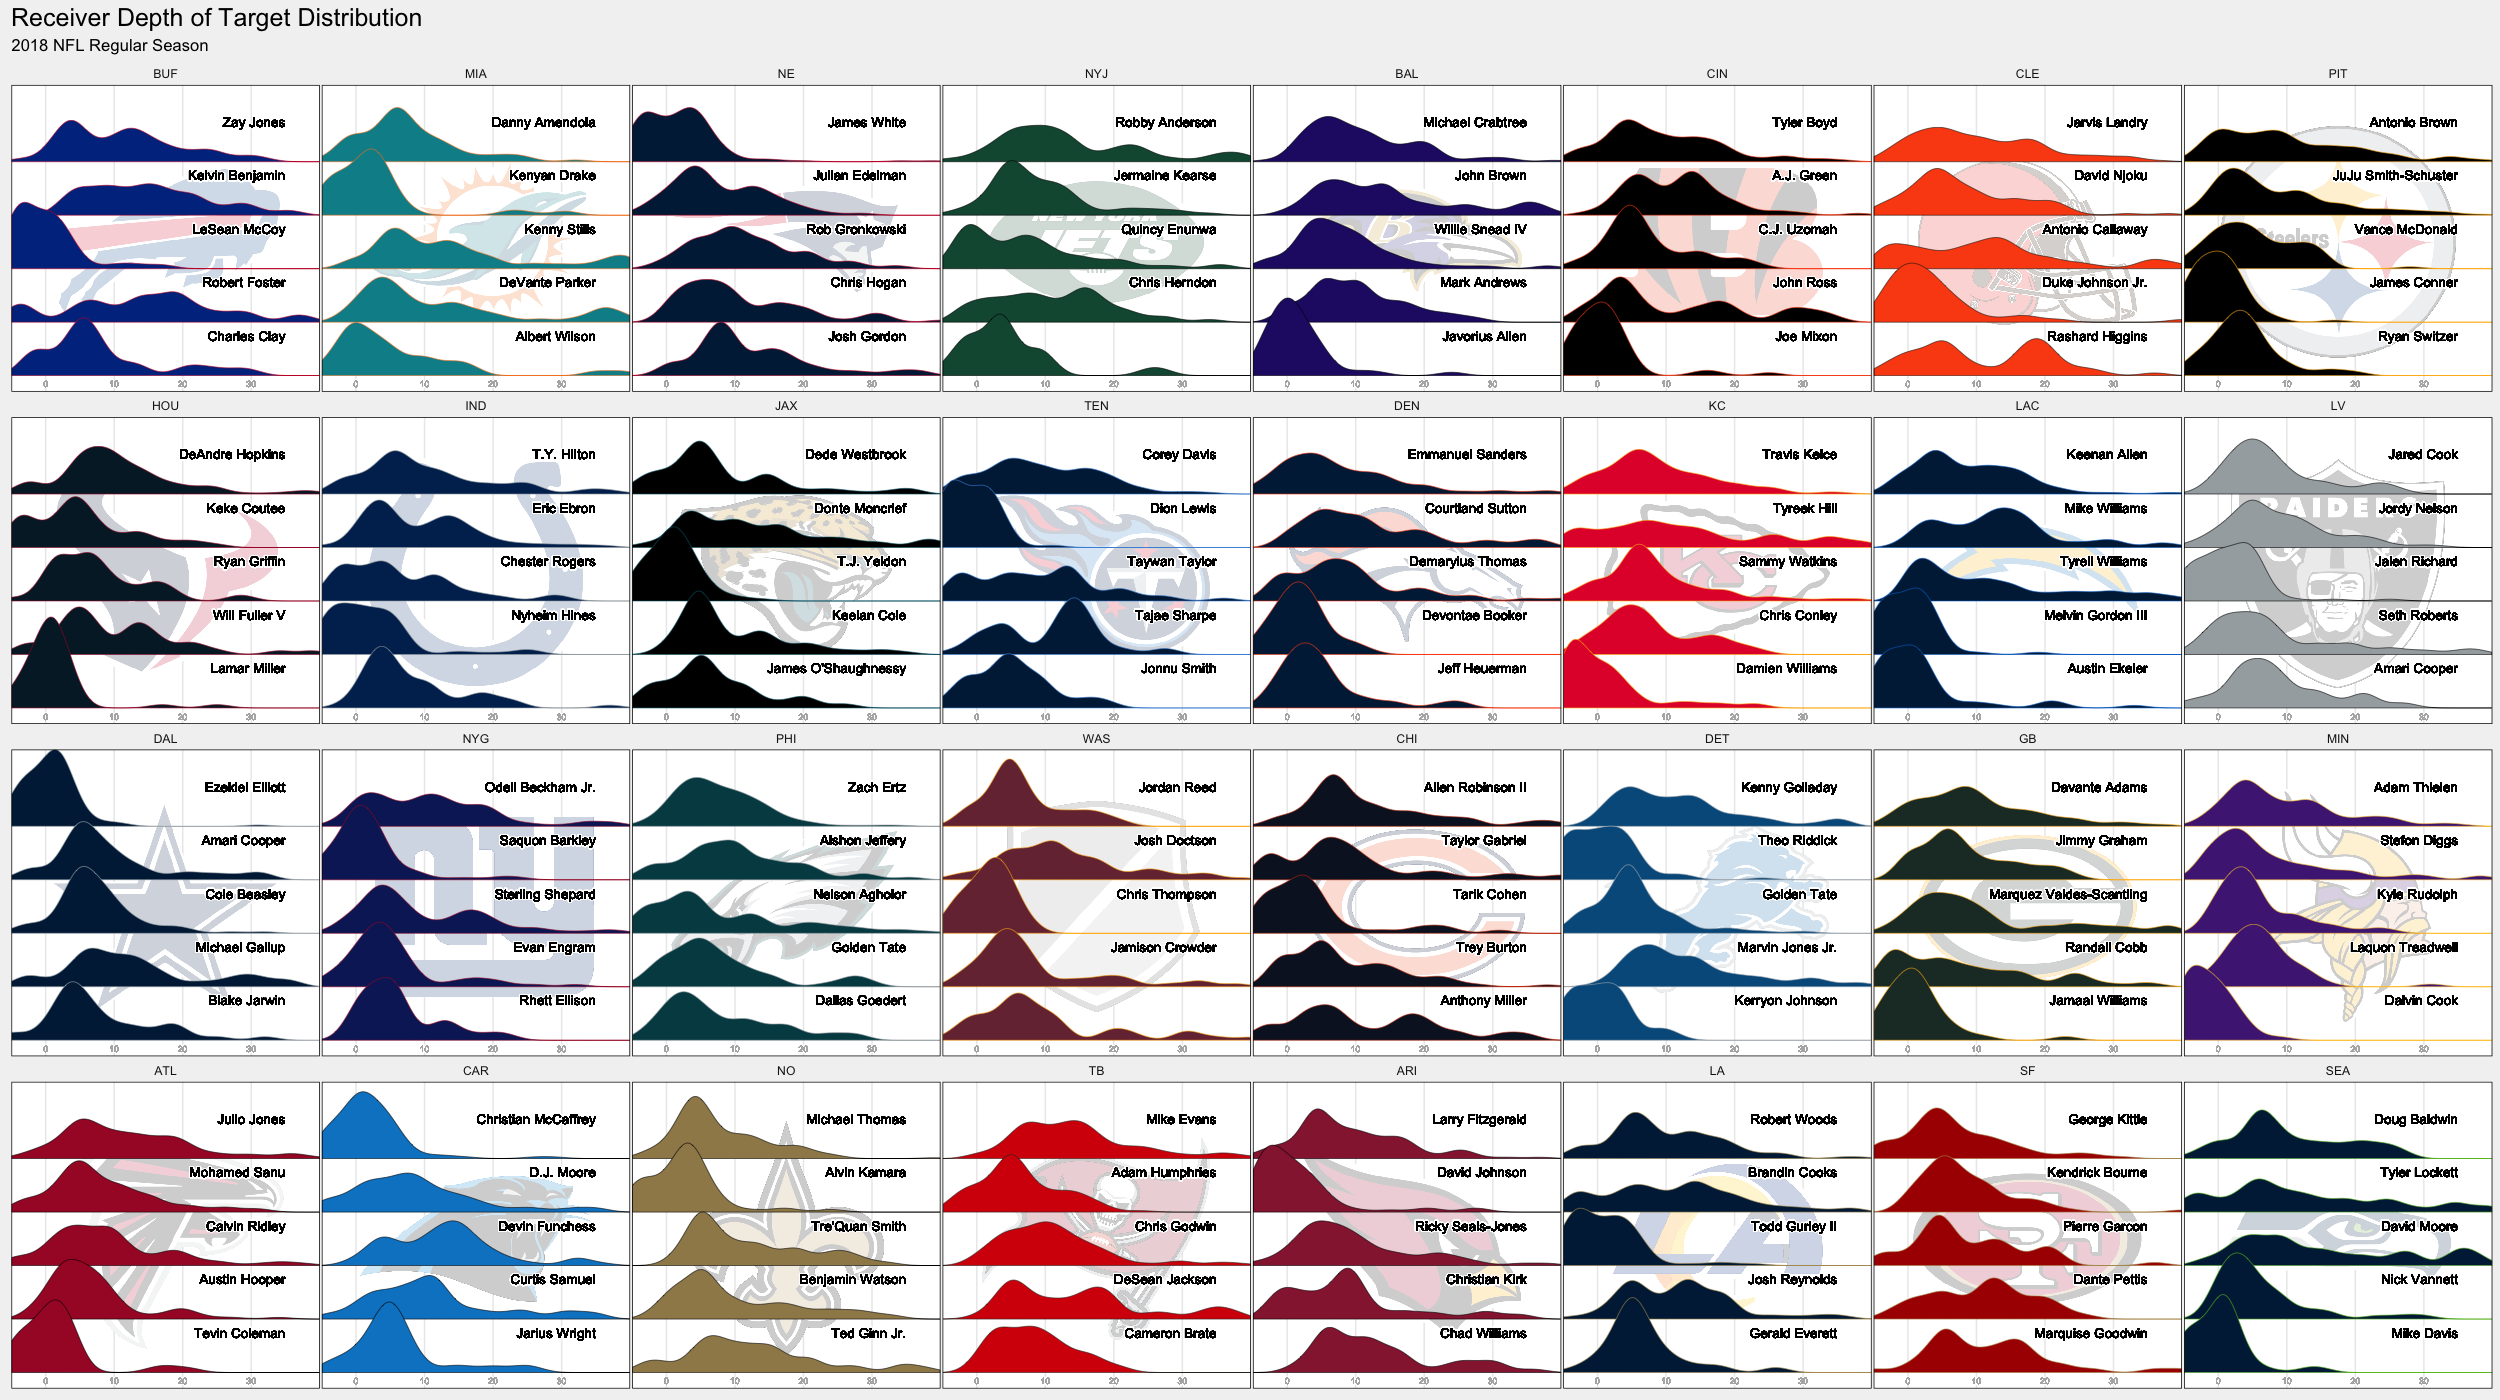 Receiver Depth of Target Distribution
2018 NFL Regular Season
BUF MIA NE NYJ BAL CIN CLE PIT
Zay Jones Danny Amendola James White Robby Anderson Michael Crabtree Tyler Boyd Jarvis Landry Antonio Brown
Kelvin Benjamin Kenyan Drake Julian Edelman Jermaine Kearse John Brown A.J. Green David Njoku JuJu Smith-Schuster
NEW YORK
LeSean McCoy Kenny Stills Rob Gronkowski Quincy Enunwa Willie Snead IV C.J. Uzomah Antonio Callaway Vance McDonald
JETS B Steelers
Robert Foster DeVante Parker Chris Hogan Chris Herndon Mark Andrews John Ross Duke Johnson Jr. James Conner
Charles Clay Albert Wilson Josh Gordon Javorius Allen Joe Mixon Rashard Higgins Ryan Switzer
0 10 20 30 0 10 20 30 0 10 20 30 0 10 20 30 0 10 20 30 0 10 20 30 0 10 20 30 0 10 20 30
HOU IND JAX TEN DEN KC LAC LV
DeAndre Hopkins T.Y. Hilton Dede Westbrook Corey Davis Emmanuel Sanders Travis Kelce Keenan Allen Jared Cook
Keke Coutee Eric Ebron Donte Moncrief Dion Lewis Courtland Sutton Tyreek Hill Mike Williams Jordy Nelson
RAIDERS
Ryan Griffin Chester Rogers T.J. Yeldon Taywan Taylor Demaryius Thomas Sammy Watkins Tyrell Williams Jalen Richard
KC
Will Fuller V Nyheim Hines Keelan Cole Tajae Sharpe Devontae Booker Chris Conley Melvin Gordon III Seth Roberts
Lamar Miller James O'Shaughnessy Jonnu Smith Jeff Heuerman Damien Williams Austin Ekeler Amari Cooper
0 10 20 30 0 10 20 30 0 10 20 30 0 10 20 30 0 10 20 30 0 10 20 30 0 10 20 30 0 10 20 30
DAL NYG PHI WAS CHI DET GB MIN
Ezekiel Elliott Odell Beckham Jr. Zach Ertz Jordan Reed Allen Robinson II Kenny Golladay Davante Adams Adam Thielen
Amari Cooper Saquon Barkley Alshon Jeffery Josh Doctson Taylor Gabriel Theo Riddick Jimmy Graham Stefon Diggs
ny
Cole Beasley Sterling Shepard Nelson Agholor Chris Thompson Tarik Cohen Golden Tate Marquez Valdes-Scantling Kyle Rudolph
Michael Gallup Evan Engram Golden Tate Jamison Crowder Trey Burton Marvin Jones Jr. Randall Cobb Laquon Treadwell
Blake Jarwin Rhett Ellison Dallas Goedert Anthony Miller Kerryon Johnson Jamaal Williams Dalvin Cook
0 10 20 30 0 10 20 30 0 10 20 30 0 10 20 30 0 10 20 30 0 10 20 30 0 10 20 30 0 10 20 30
ATL CAR NO TB ARI LA SF SEA
Julio Jones Christian McCaffrey Michael Thomas Mike Evans Larry Fitzgerald Robert Woods George Kittle Doug Baldwin
Mohamed Sanu D.J. Moore Alvin Kamara Adam Humphries David Johnson Brandin Cooks Kendrick Bourne Tyler Lockett
Calvin Ridley Devin Funchess Tre'Quan Smith Chris Godwin Ricky Seals-Jones Todd Gurley II Pierre Garcon David Moore
LA SF
Austin Hooper Curtis Samuel Benjamin Watson DeSean Jackson Christian Kirk Josh Reynolds Dante Pettis Nick Vannett
Tevin Coleman Jarius Wright Ted Ginn Jr. Cameron Brate Chad Williams Gerald Everett Marquise Goodwin Mike Davis
0 10 20 30 0 10 20 30 0 10 20 30 0 10 20 30 0 10 20 30 0 10 20 30 0 10 20 30 0 10 20 30